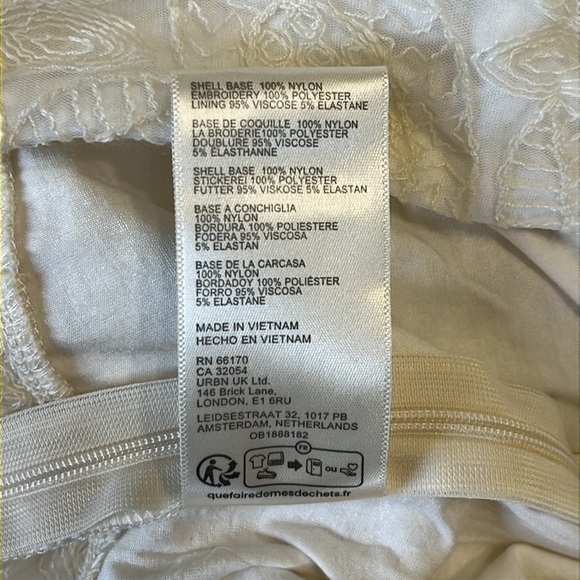 SHELL BASE 100% NYLON
EMBROIDERY 100% POLYESTER
LINING 95% VISCOSE 5% ELASTANE
BASE DE COQUILLE 100% NYLON
LA BRODERIE100% POLYESTER
DOUBLURE 95% VISCOSE
5% ELASTHANNE
SHELL BASE 100% NYLON
STICKEREI 100% POLYESTER
FUTTER 95% VISKOSE 5% ELASTAN
BASE A CONCHIGLIA
100% NYLON
BORDURA 100% POLIESTERE
FODERA 95% VISCOSA
5% ELASTAN
BASE DE LA CARCASA
100% NYLON
BORDADOY 100% POLIÉSTER
FORRO 95% VISCOSA
5% ELASTANE
MADE IN VIETNAM
HECHO EN VIETNAM
RN 66170
CA 32054
URBN UK Ltd.
146 Brick Lane,
LONDON, E1 6RU
LEIDSESTRAAT 32, 1017 PB
AMSTERDAM, NETHERLANDS
OB1888182
FR
OU
quefairedemesdechets.fr